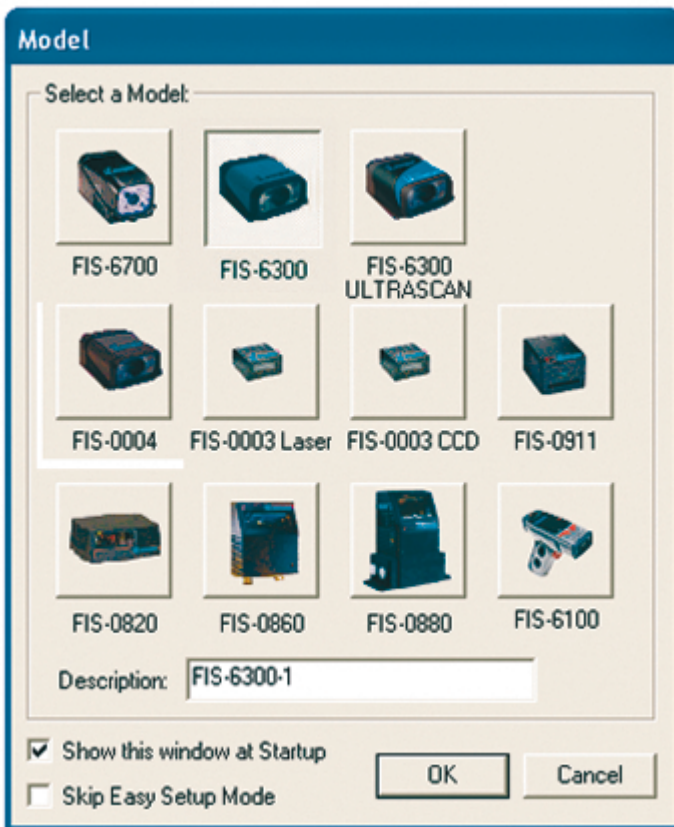 Model
Select a Model:
FIS-6700 FIS-6300 FIS-6300
ULTRASCAN
FIS-0004 FIS-0003 Laser FIS-0003 CCD FIS-0911
FIS-0820 FIS-0860 FIS-0880 FIS-6100
Description: FIS-6300-1
Show this window at Startup
Skip Easy Setup Mode
OK Cancel